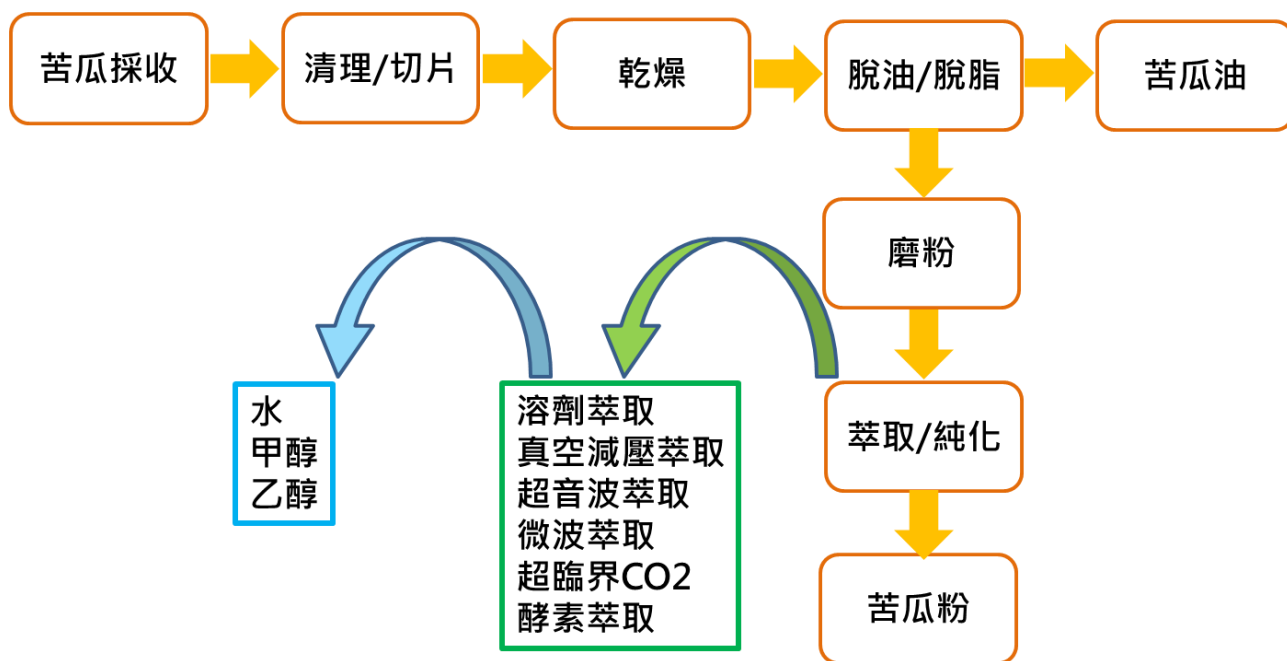 苦瓜採收
清理/切片
乾燥
脫油/脫脂
苦瓜油
磨粉
萃取/純化
溶劑萃取
真空減壓萃取
超音波萃取
微波萃取
超臨界CO2
酵素萃取
水
甲醇
乙醇
苦瓜粉